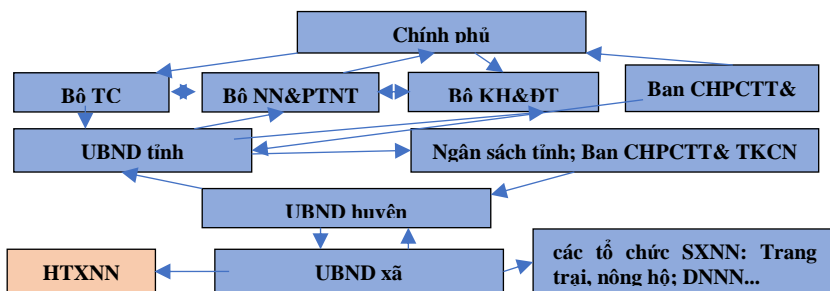 Chính phủ
Bộ TC
Bộ NN&PTNT
Bộ KH&ĐT
Ban CHPCTT&
UBND tỉnh
Ngân sách tỉnh; Ban CHPCTT& TKCN
UBND huyện
HTXNN
UBND xã
các tổ chức SXNN: Trang
trại, nông hộ; DNNN...